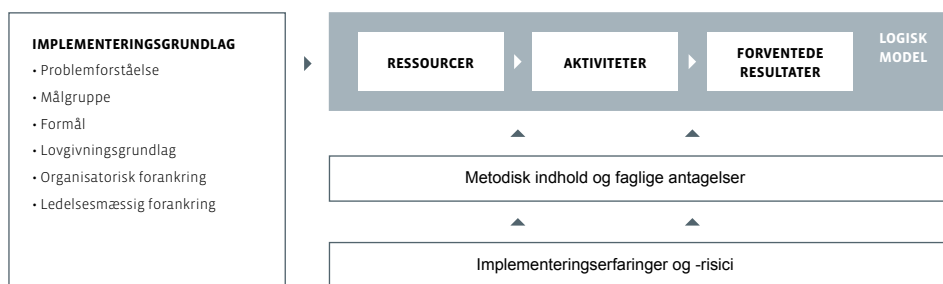 IMPLEMENTERINGSGRUNDLAG
• Problemforståelse
• Målgruppe
• Formål
• Lovgivningsgrundlag
• Organisatorisk forankring
• Ledelsesmæssig forankring
RESSOURCER
AKTIVITETER
FORVENTEDE
RESULTATER
LOGISK
MODEL
Metodisk indhold og faglige antagelser
Implementeringserfaringer og -risici